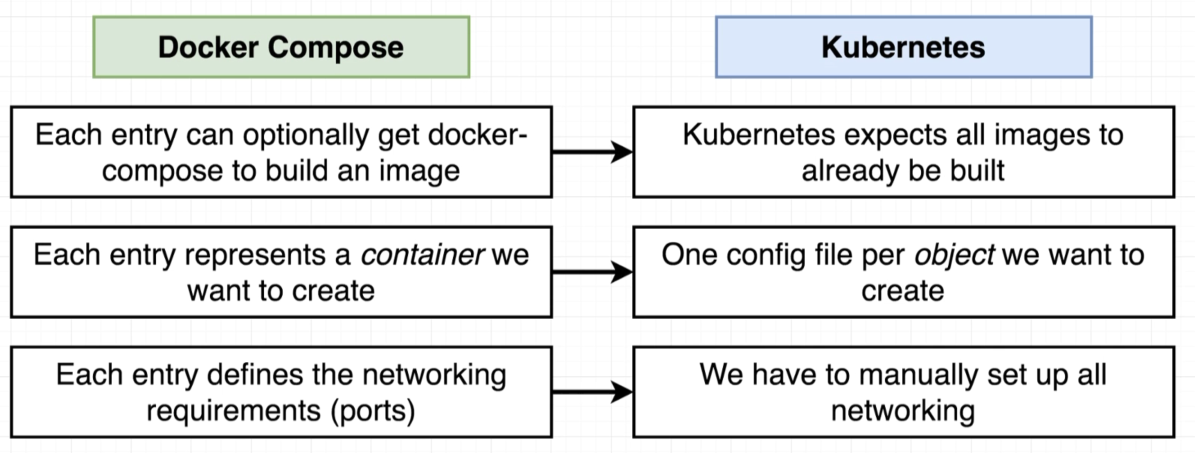 Docker Compose
Kubernetes
Each entry can optionally get docker-
compose to build an image
Kubernetes expects all images to
already be built
Each entry represents a container we
want to create
One config file per object we want to
create
Each entry defines the networking
requirements (ports)
We have to manually set up all
networking